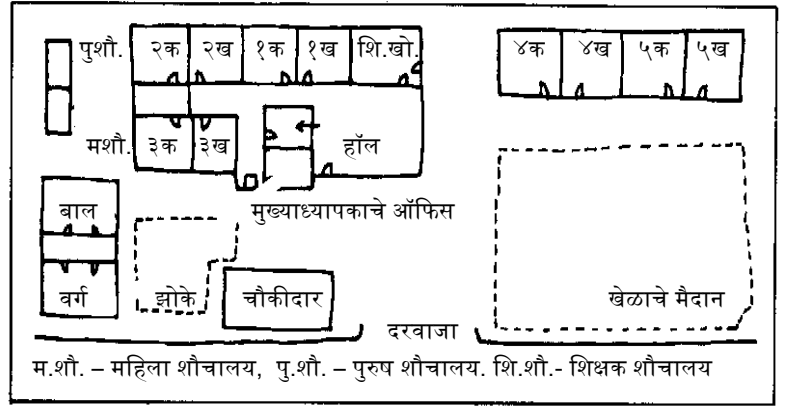 पुशौ. २क २ख १क १ख शि.खो. ४क ४ख ५क ५ख
मशौ. ३क ३ख हॉल
बाल मुख्याध्यापकाचे ऑफिस
वर्ग झोके चौकीदार खेळाचे मैदान
दरवाजा
म.शौ. – महिला शौचालय, पु.शौ. – पुरुष शौचालय. शि.शौ.- शिक्षक शौचालय